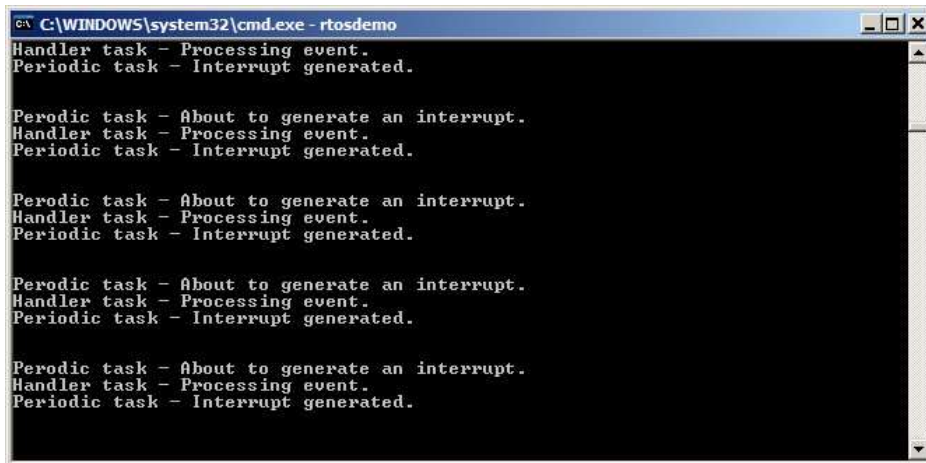 C:\WINDOWS\system32\cmd.exe - rtosdemo
Handler task - Processing event.
Periodic task - Interrupt generated.
Perodic task - About to generate an interrupt.
Handler task - Processing event.
Periodic task - Interrupt generated.
Perodic task - About to generate an interrupt.
Handler task - Processing event.
Periodic task - Interrupt generated.
Perodic task - About to generate an interrupt.
Handler task - Processing event.
Periodic task - Interrupt generated.
Perodic task - About to generate an interrupt.
Handler task - Processing event.
Periodic task - Interrupt generated.